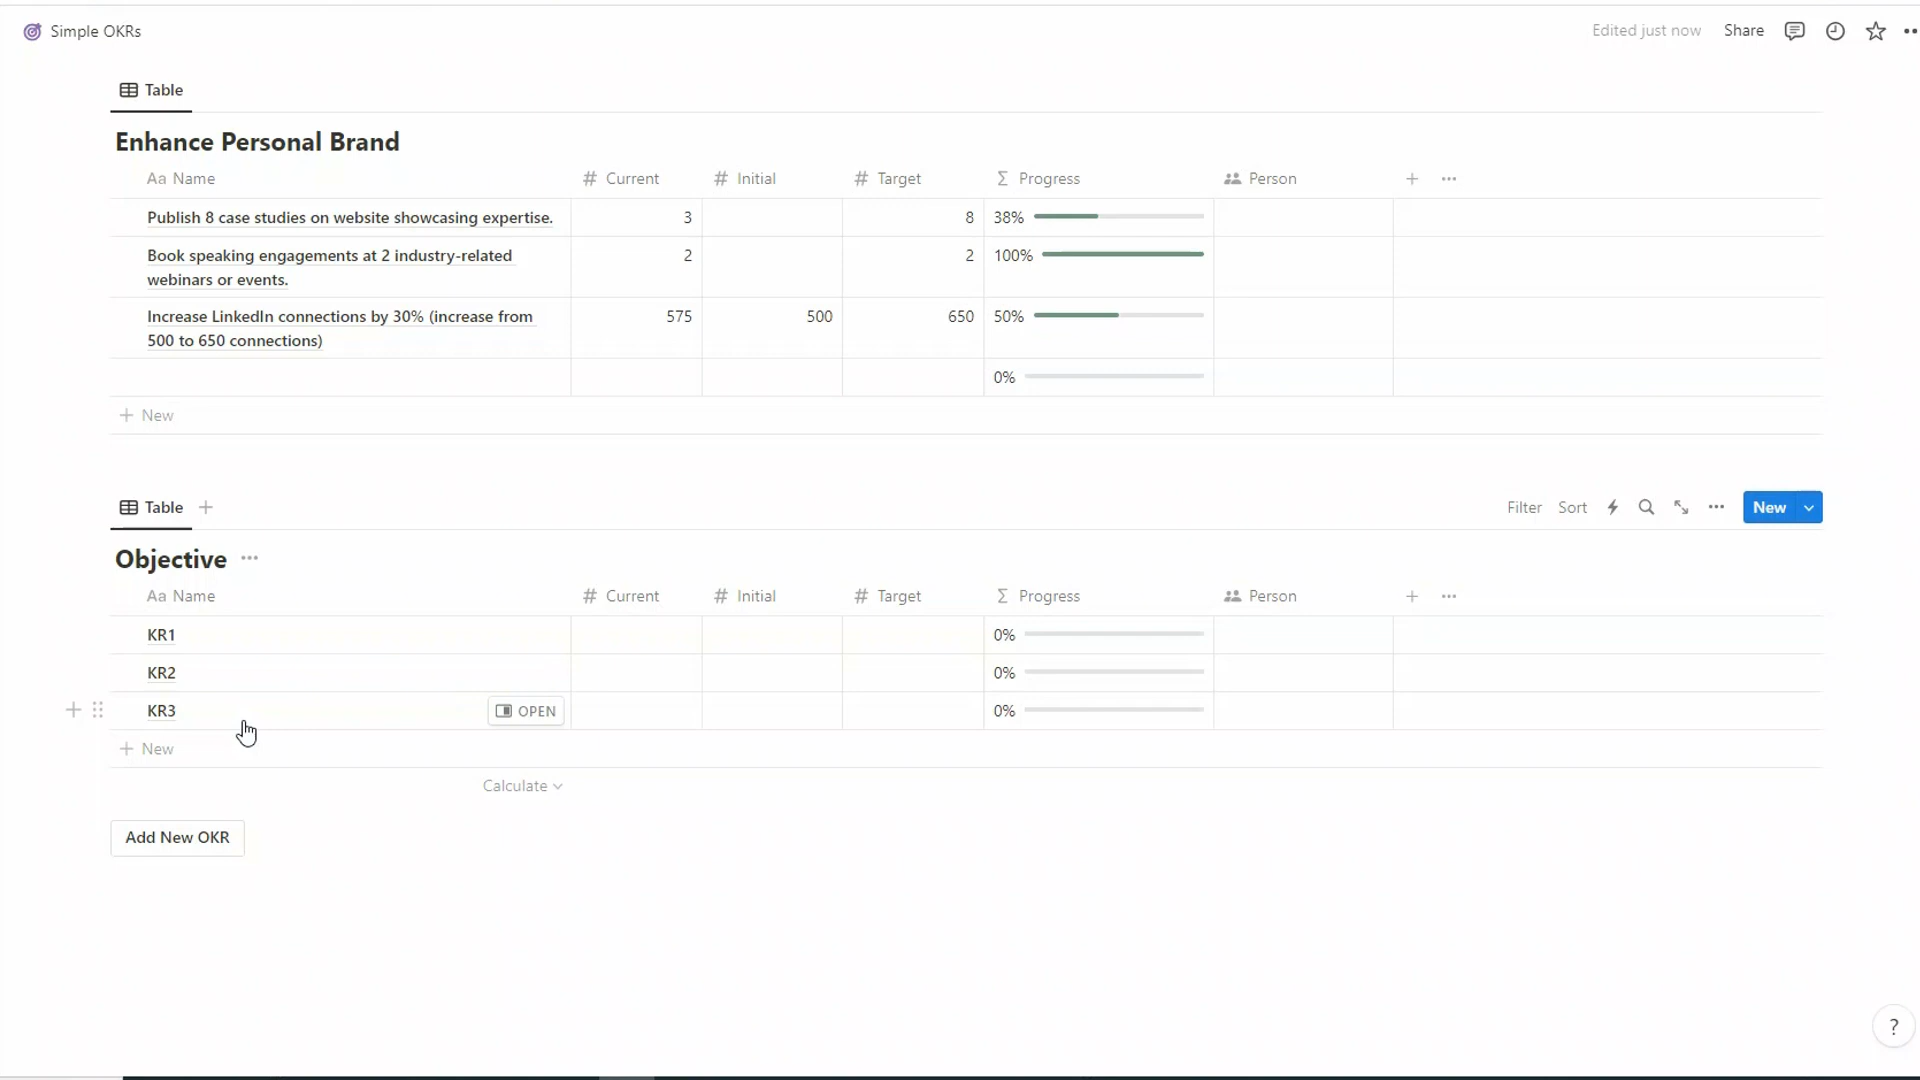 Simple OKRs
Edited just now Share
Table
Enhance Personal Brand
Aa Name # Current # Initial # Target Σ Progress Person + ···
Publish 8 case studies on website showcasing expertise. 3 8 38%
Book speaking engagements at 2 industry-related 2 2 100%
webinars or events.
Increase LinkedIn connections by 30% (increase from 575 500 650 50%
500 to 650 connections)
0%
+ New
Table +
Filter Sort ··· New
Objective ···
Aa Name # Current # Initial # Target Σ Progress Person + ···
KR1 0%
KR2 0%
+ KR3 OPEN 0%
+ New
Calculate
Add New OKR
?